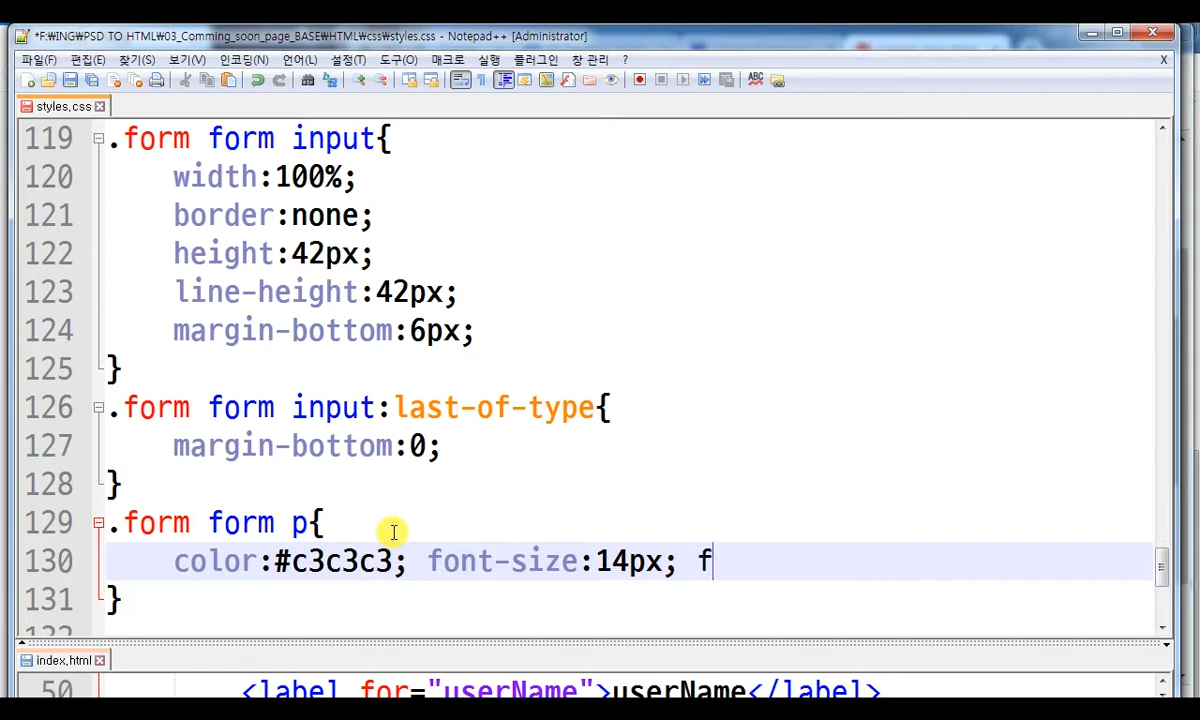 *F:₩ING₩PSD TO HTML₩03_Comming_soon_page_BASE₩HTML₩css₩styles.css - Notepad++ [Administrator]
파일(F) 편집(E) 찾기(S) 보기(V) 인코딩(N) 언어(L) 설정(T) 도구(O) 매크로 실행 플러그인 창 관리 ? X
ABC
styles.css
119 .form form input{
120 width:100%;
121 border:none;
122 height:42px;
123 line-height:42px;
124 margin-bottom:6px;
125 }
126 .form form input:last-of-type{
127 margin-bottom:0;
128 }
129 .form form p{
130 color:#c3c3c3; font-size:14px; f
131 }
132
index.html
50 <label for="userName">userName</label>